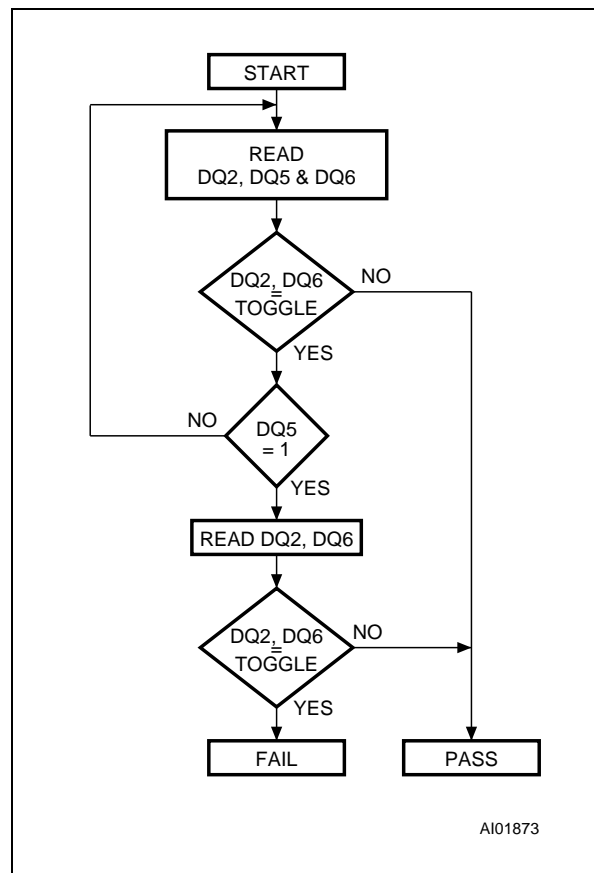 START
READ
DQ2, DQ5 & DQ6
DQ2, DQ6
=
TOGGLE
NO
YES
NO
DQ5
= 1
YES
READ DQ2, DQ6
DQ2, DQ6
=
TOGGLE
NO
YES
FAIL
PASS
AI01873